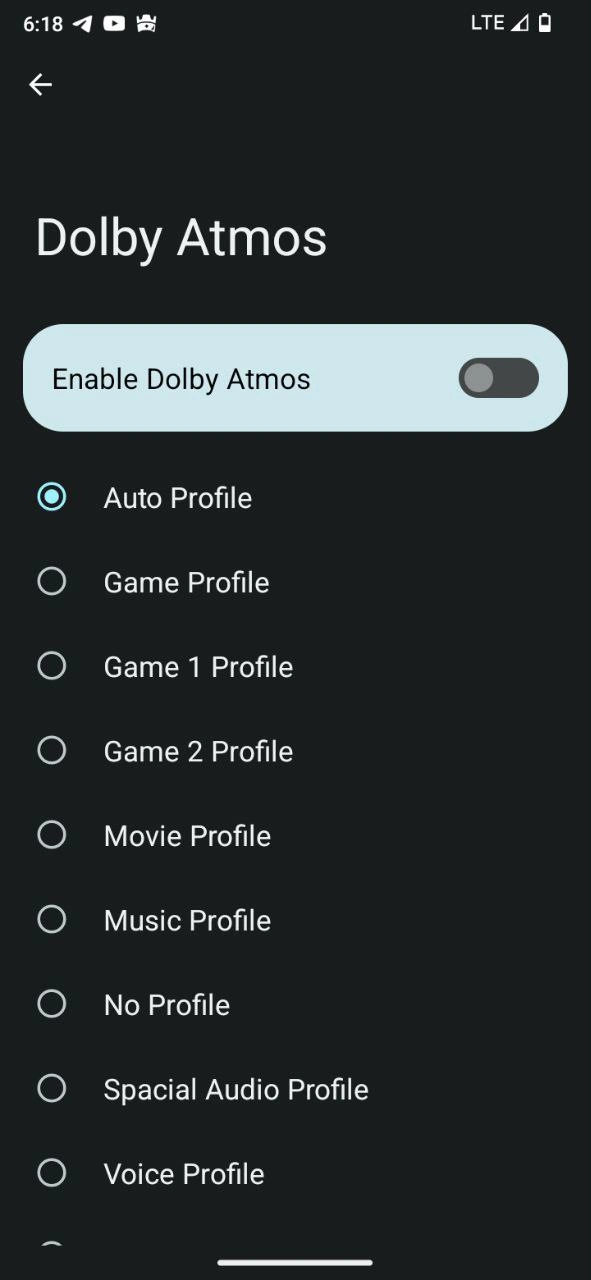 6:18 LTE
Dolby Atmos
Enable Dolby Atmos
Auto Profile
Game Profile
Game 1 Profile
Game 2 Profile
Movie Profile
Music Profile
No Profile
Spacial Audio Profile
Voice Profile